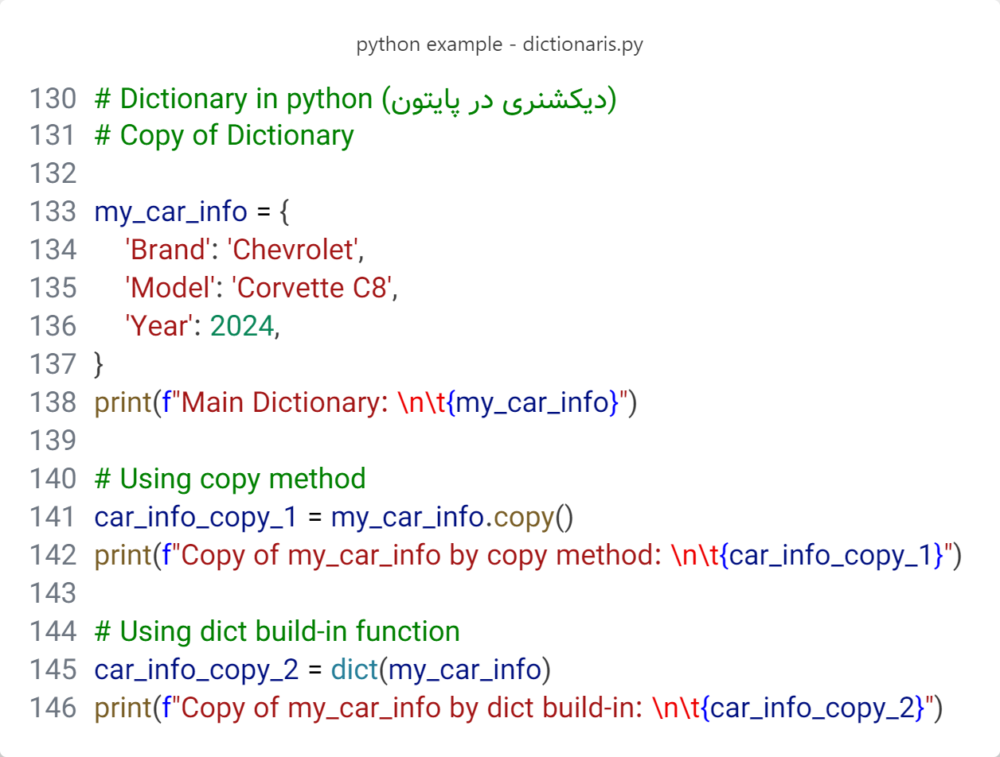 python example - dictionaris.py
130 # Dictionary in python (دیکشنری در پایتون)
131 # Copy of Dictionary
132
133 my_car_info = {
134     'Brand': 'Chevrolet',
135     'Model': 'Corvette C8',
136     'Year': 2024,
137 }
138 print(f"Main Dictionary: \n\t{my_car_info}")
139
140 # Using copy method
141 car_info_copy_1 = my_car_info.copy()
142 print(f"Copy of my_car_info by copy method: \n\t{car_info_copy_1}")
143
144 # Using dict build-in function
145 car_info_copy_2 = dict(my_car_info)
146 print(f"Copy of my_car_info by dict build-in: \n\t{car_info_copy_2}")